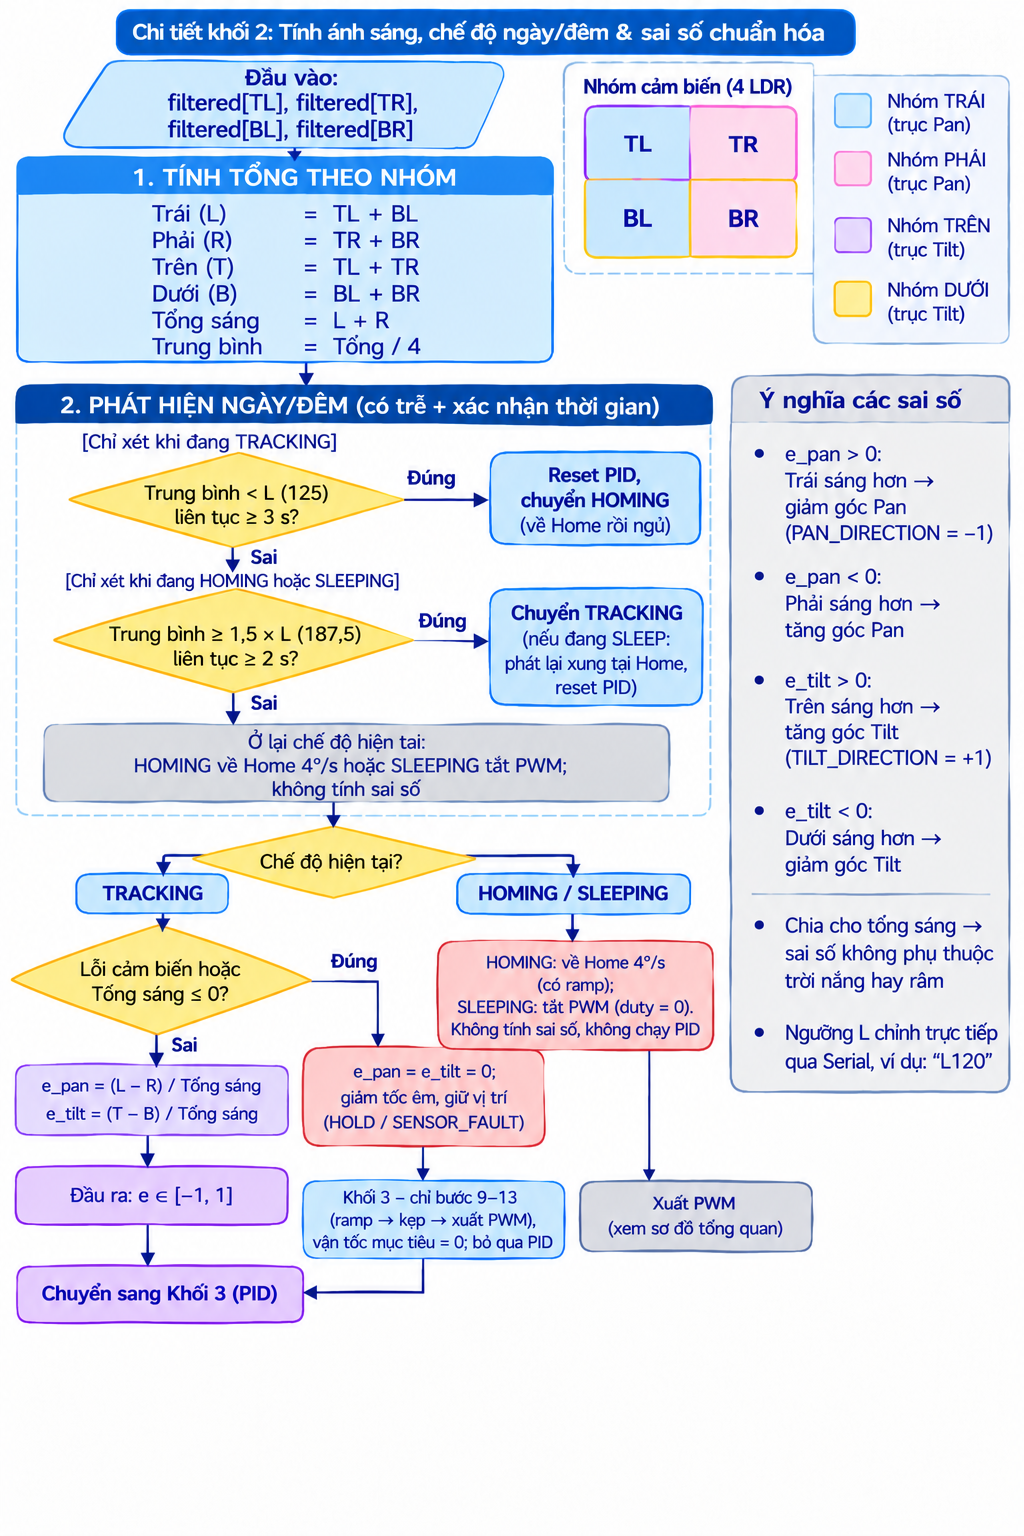 Chi tiết khối 2: Tính ánh sáng, chế độ ngày/đêm & sai số chuẩn hóa
Đầu vào:
filtered[TL], filtered[TR],
filtered[BL], filtered[BR]
Nhóm cảm biến (4 LDR)
TL
TR
BL
BR
Nhóm TRÁI
(trục Pan)
Nhóm PHẢI
(trục Pan)
Nhóm TRÊN
(trục Tilt)
Nhóm DƯỚI
(trục Tilt)
1. TÍNH TỔNG THEO NHÓM
Trái (L) = TL + BL
Phải (R) = TR + BR
Trên (T) = TL + TR
Dưới (B) = BL + BR
Tổng sáng = L + R
Trung bình = Tổng / 4
2. PHÁT HIỆN NGÀY/ĐÊM (có trễ + xác nhận thời gian)
[Chỉ xét khi đang TRACKING]
Trung bình < L (125)
liên tục ≥ 3 s?
Đúng
Reset PID,
chuyển HOMING
(về Home rồi ngủ)
Sai
[Chỉ xét khi đang HOMING hoặc SLEEPING]
Trung bình ≥ 1,5 × L (187,5)
liên tục ≥ 2 s?
Đúng
Chuyển TRACKING
(nếu đang SLEEP:
phát lại xung tại Home,
reset PID)
Sai
Ở lại chế độ hiện tai:
HOMING về Home 4°/s hoặc SLEEPING tắt PWM;
không tính sai số
Chế độ hiện tại?
TRACKING
HOMING / SLEEPING
Lỗi cảm biến hoặc
Tổng sáng ≤ 0?
Đúng
HOMING: về Home 4°/s
(có ramp);
SLEEPING: tắt PWM (duty = 0).
Không tính sai số, không chạy PID
Sai
e_pan = (L – R) / Tổng sáng
e_tilt = (T – B) / Tổng sáng
e_pan = e_tilt = 0;
giảm tốc êm, giữ vị trí
(HOLD / SENSOR_FAULT)
Đầu ra: e ∈ [–1, 1]
Khối 3 – chỉ bước 9–13
(ramp → kẹp → xuất PWM),
vận tốc mục tiêu = 0; bỏ qua PID
Xuất PWM
(xem sơ đồ tổng quan)
Chuyển sang Khối 3 (PID)
Ý nghĩa các sai số
• e_pan > 0:
Trái sáng hơn →
giảm góc Pan
(PAN_DIRECTION = –1)
• e_pan < 0:
Phải sáng hơn →
tăng góc Pan
• e_tilt > 0:
Trên sáng hơn →
tăng góc Tilt
(TILT_DIRECTION = +1)
• e_tilt < 0:
Dưới sáng hơn →
giảm góc Tilt
• Chia cho tổng sáng →
sai số không phụ thuộc
trời nắng hay râm
• Ngưỡng L chỉnh trực tiếp
qua Serial, ví dụ: “L120”